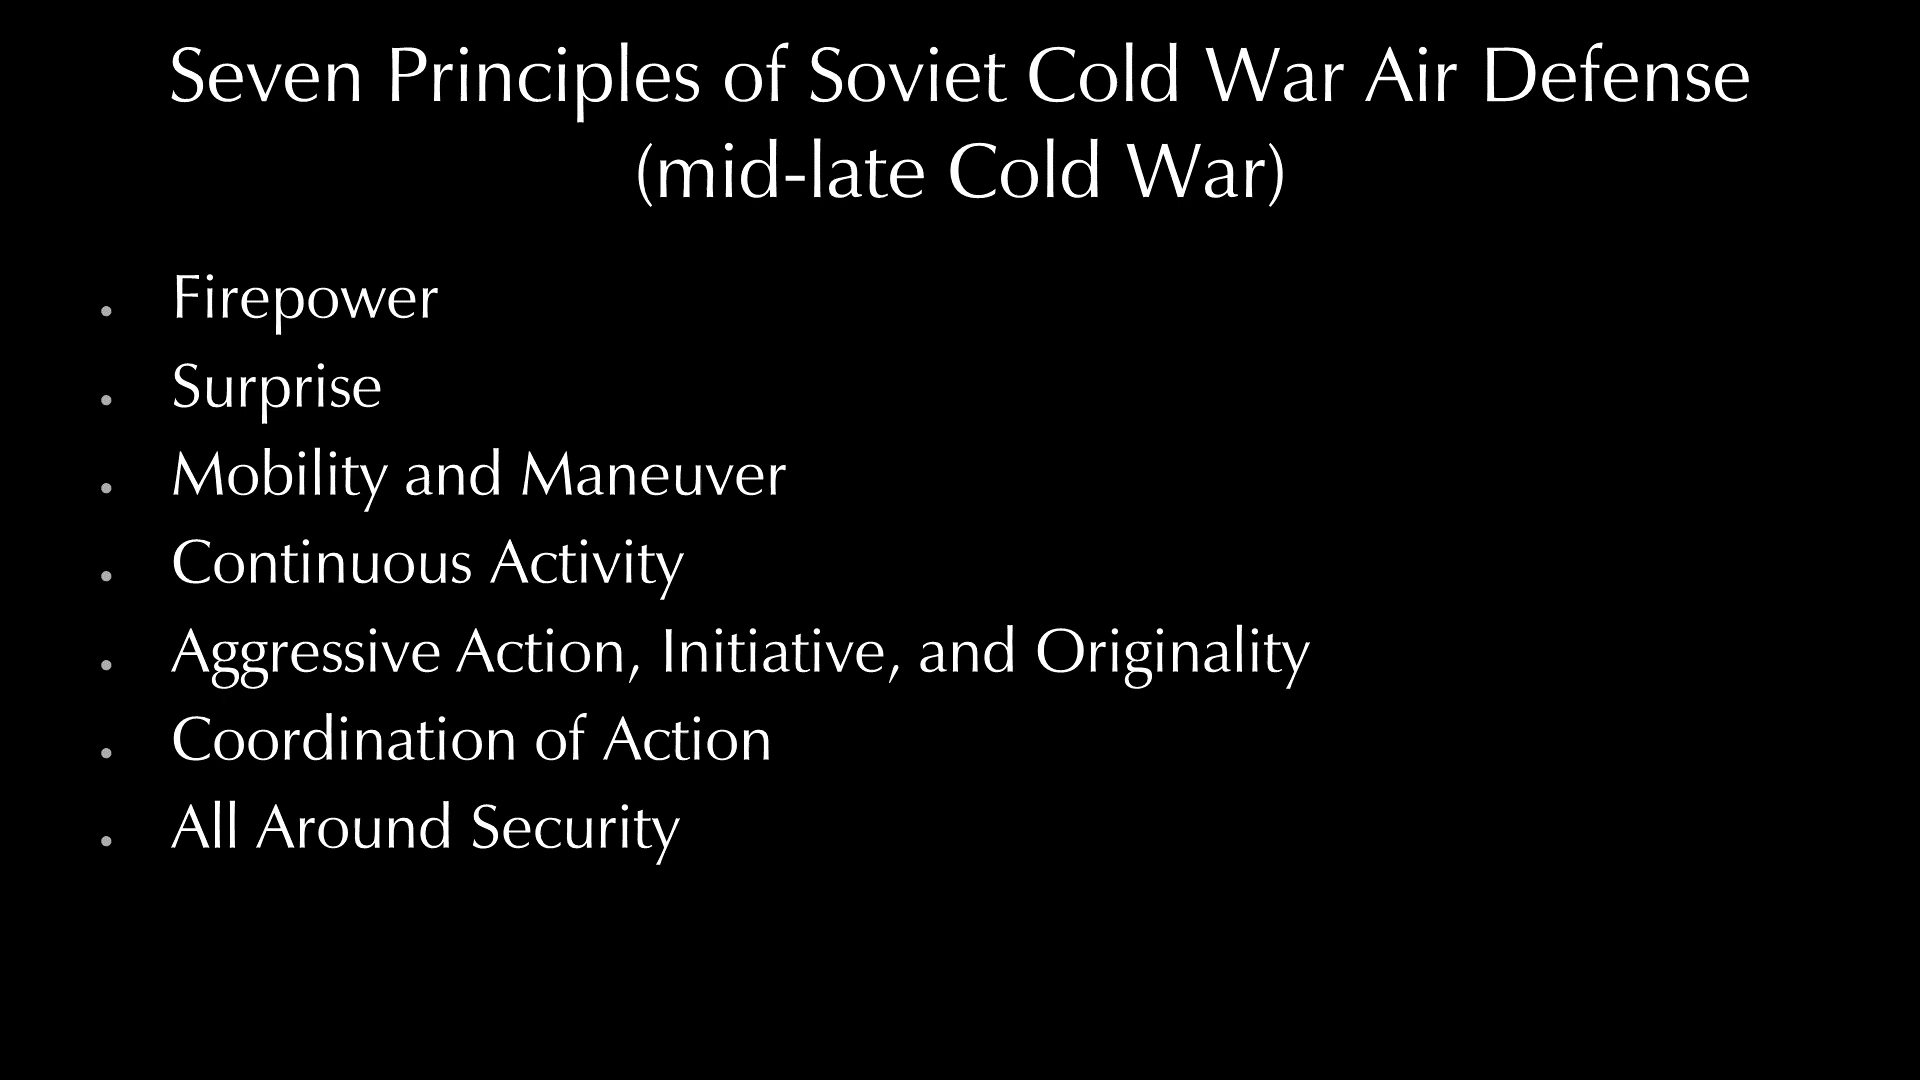 Seven Principles of Soviet Cold War Air Defense
(mid-late Cold War)
• Firepower
• Surprise
• Mobility and Maneuver
• Continuous Activity
• Aggressive Action, Initiative, and Originality
• Coordination of Action
• All Around Security